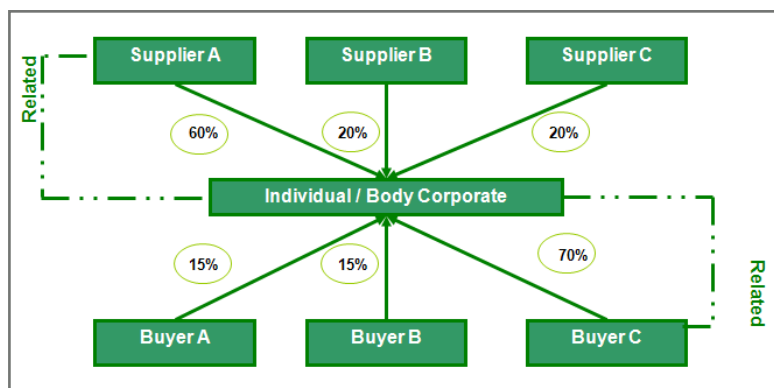 Supplier A
Supplier B
Supplier C
Related
60%
20%
20%
Individual / Body Corporate
15%
15%
70%
Related
Buyer A
Buyer B
Buyer C